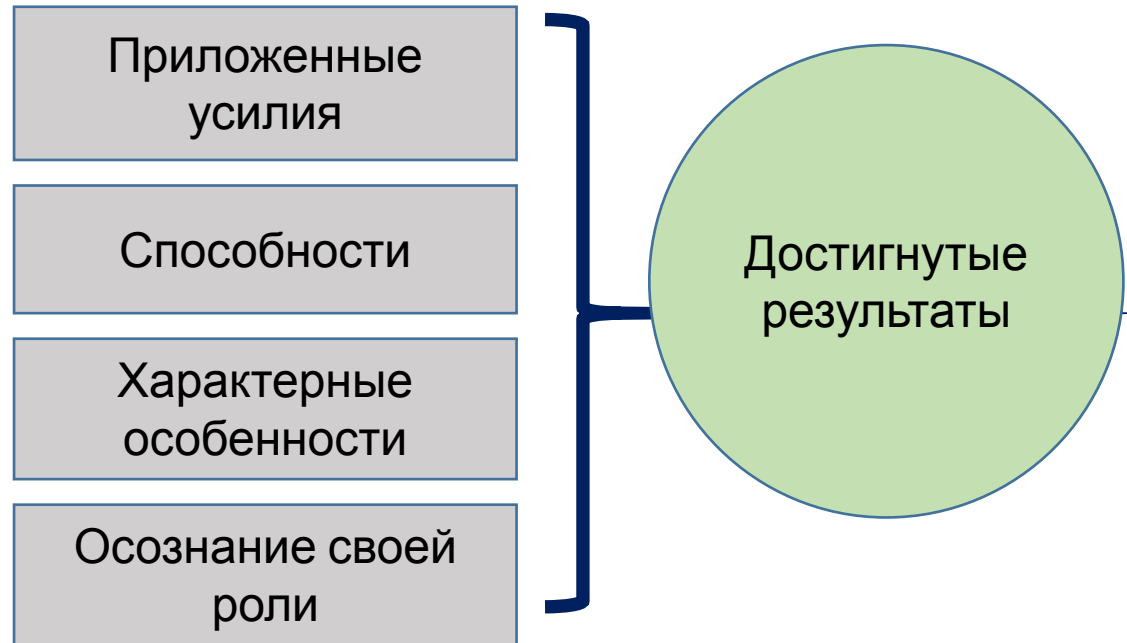 Приложенные
усилия
Способности
Характерные
особенности
Осознание своей
роли
Достигнутые
результаты